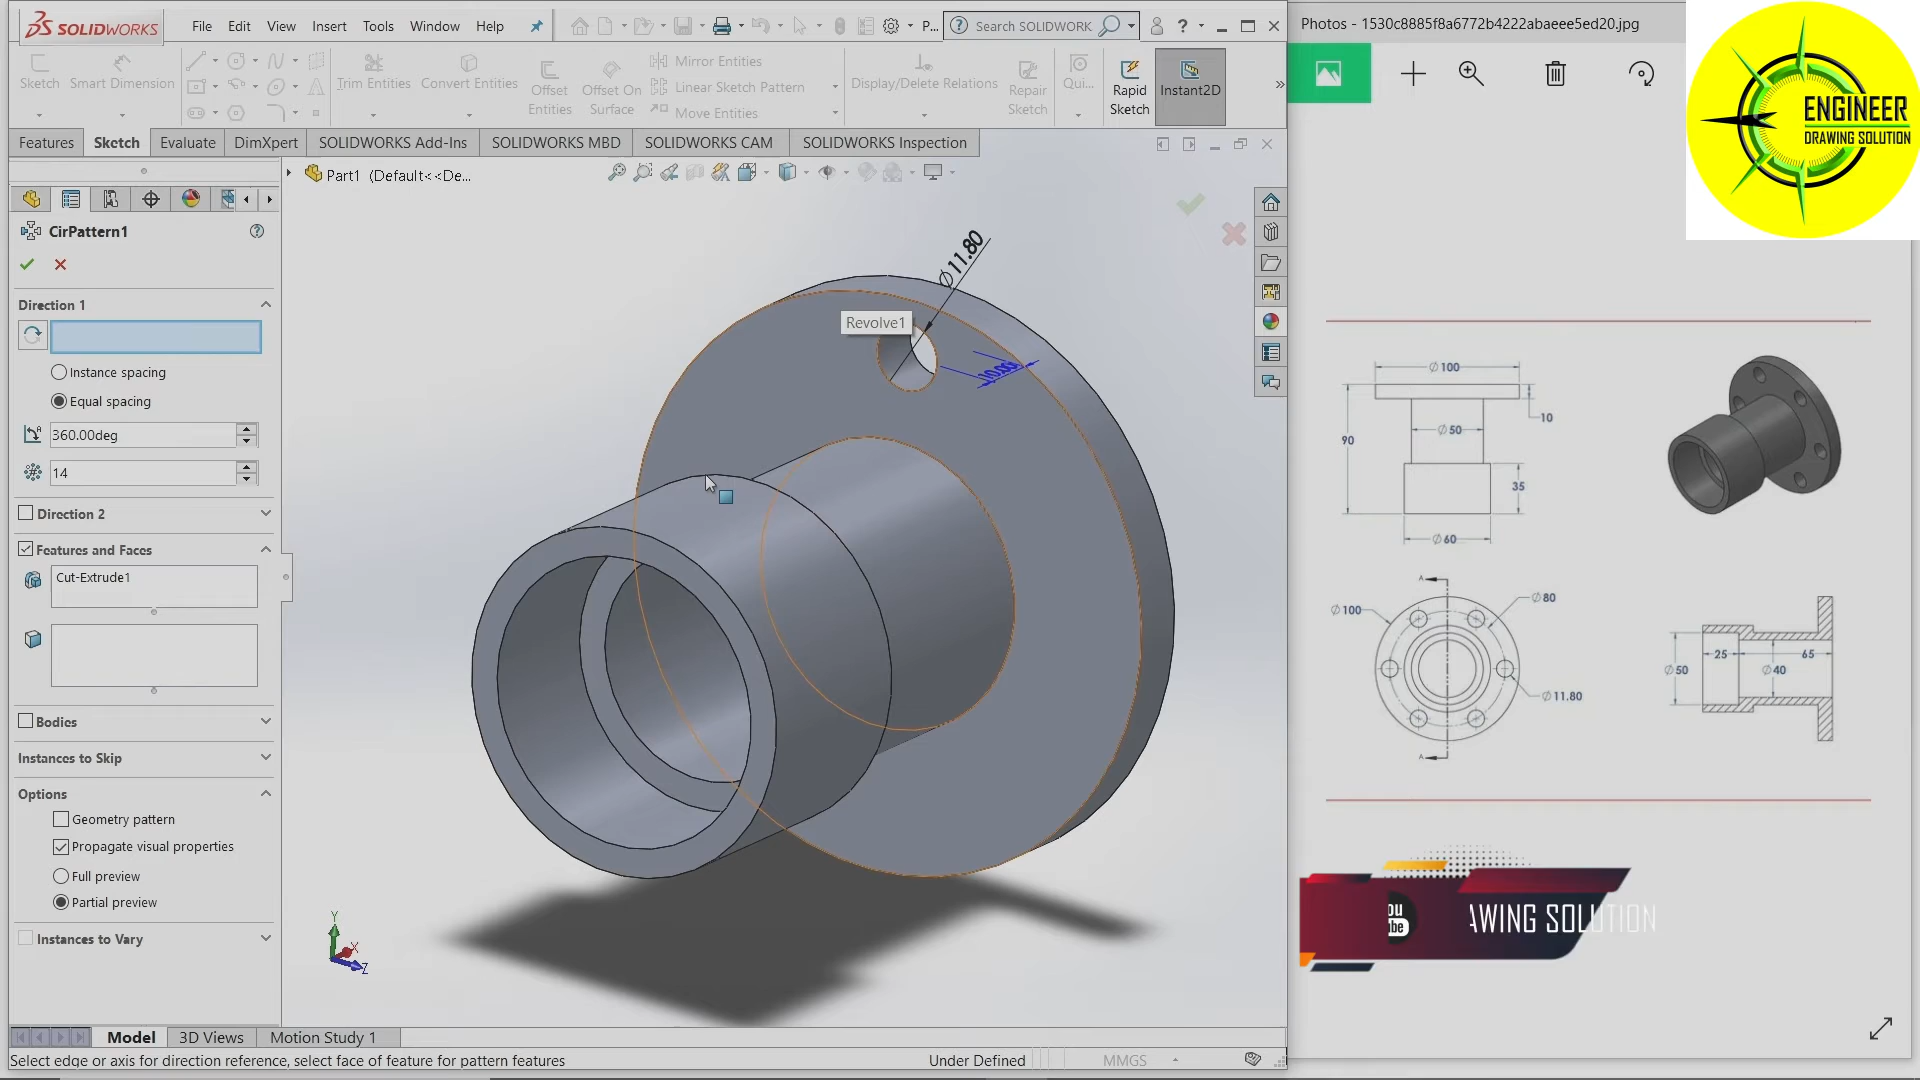 SOLIDWORKS
File Edit View Insert Tools Window Help
P...
Search SOLIDWORK
?
Photos - 1530c8885f8a6772b4222abaeee5ed20.jpg
ENGINEER
DRAWING SOLUTION
Sketch
Smart Dimension
Trim Entities
Convert Entities
Offset Entities
Offset On Surface
Mirror Entities
Linear Sketch Pattern
Move Entities
Display/Delete Relations
Repair Sketch
Qui...
Rapid Sketch
Instant2D
Features Sketch Evaluate DimXpert SOLIDWORKS Add-Ins SOLIDWORKS MBD SOLIDWORKS CAM SOLIDWORKS Inspection
Part1 (Default<<De...
CirPattern1
Direction 1
Instance spacing
Equal spacing
360.00deg
14
Direction 2
Features and Faces
Cut-Extrude1
Bodies
Instances to Skip
Options
Geometry pattern
Propagate visual properties
Full preview
Partial preview
Instances to Vary
Ø11.80
Revolve1
10.00
Y
X
Z
Ø100
10
90
Ø50
35
Ø60
A
Ø100
Ø80
Ø11.80
A
25
65
Ø50
Ø40
You
Tube
AWING SOLUTION
Model 3D Views Motion Study 1
Select edge or axis for direction reference, select face of feature for pattern features
Under Defined
MMGS